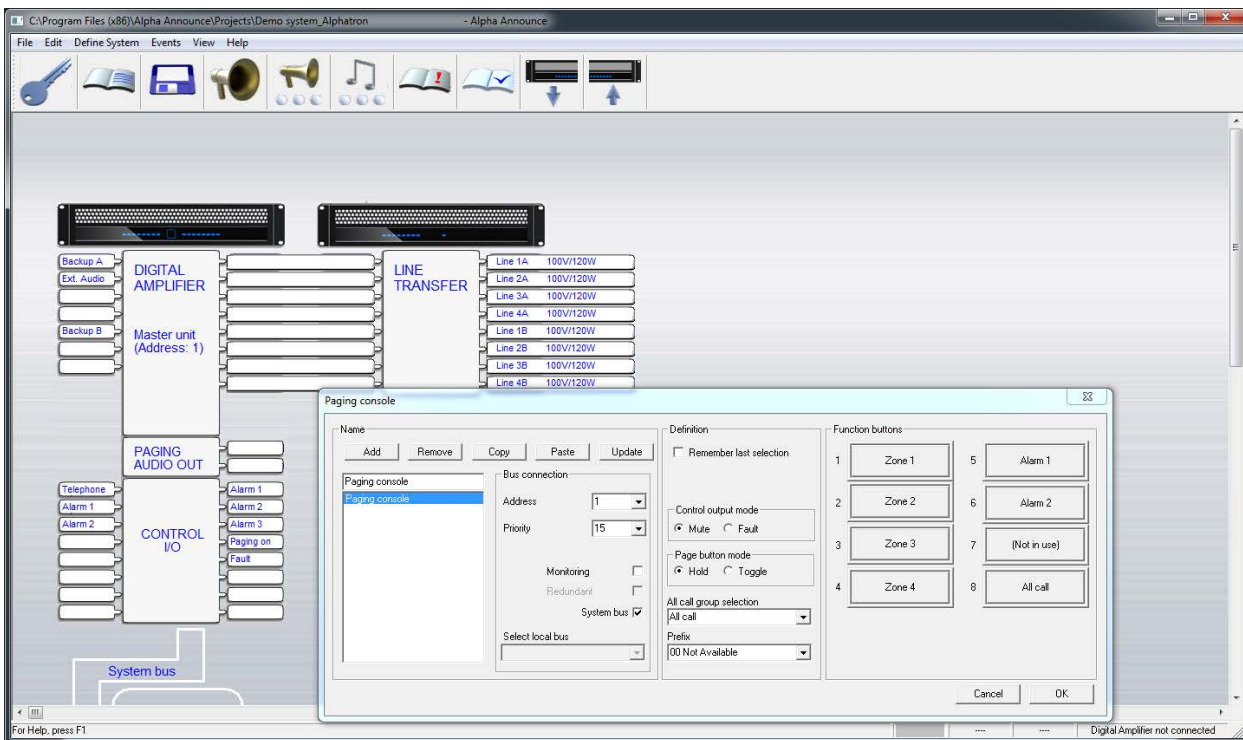 C:\Program Files (x86)\Alpha Announce\Projects\Demo system_Alphatron - Alpha Announce
File Edit Define System Events View Help
Backup A
Ext. Audio
Backup B
DIGITAL
AMPLIFIER
Master unit
(Address: 1)
LINE
TRANSFER
Line 1A 100V/120W
Line 2A 100V/120W
Line 3A 100V/120W
Line 4A 100V/120W
Line 1B 100V/120W
Line 2B 100V/120W
Line 3B 100V/120W
Line 4B 100V/120W
PAGING
AUDIO OUT
Telephone
Alarm 1
Alarm 2
CONTROL
I/O
Alarm 1
Alarm 2
Alarm 3
Paging on
Fault
System bus
Paging console
Name
Add Remove Copy Paste Update
Paging console
Paging console
Bus connection
Address 1
Priority 15
Monitoring
Redundant
System bus
Select local bus
Definition
Remember last selection
Control output mode
Mute Fault
Page button mode
Hold Toggle
All call group selection
All call
Prefix
00 Not Available
Function buttons
1 Zone 1 5 Alarm 1
2 Zone 2 6 Alarm 2
3 Zone 3 7 (Not in use)
4 Zone 4 8 All call
Cancel OK
For Help, press F1
---- ---- Digital Amplifier not connected